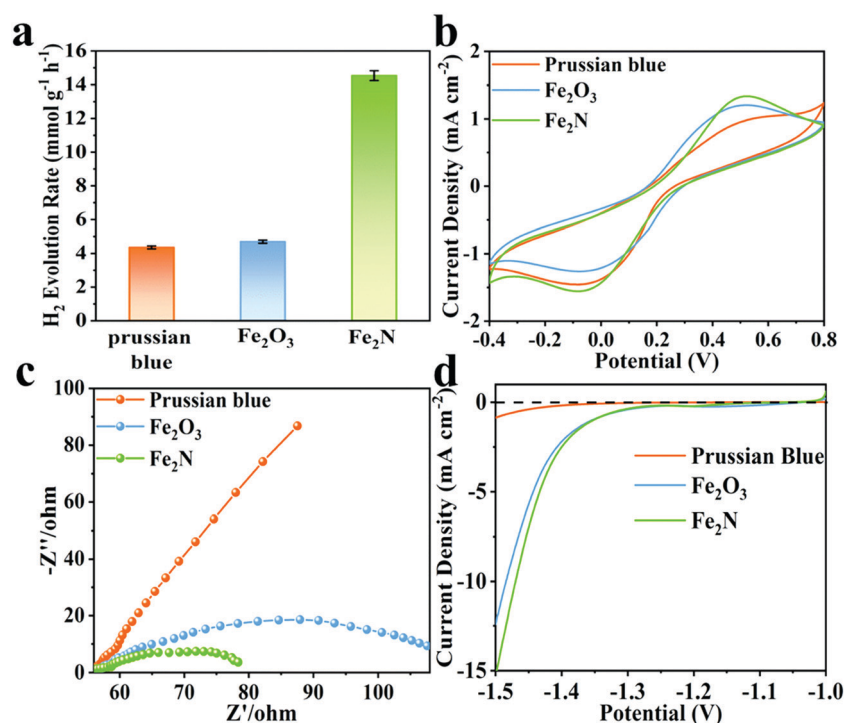 a
H₂ Evolution Rate (mmol g⁻¹ h⁻¹)
16
14
12
10
8
6
4
2
0
prussian
blue
Fe₂O₃
Fe₂N
b
Current Density (mA cm⁻²)
2
1
0
-1
-2
Prussian blue
Fe₂O₃
Fe₂N
-0.4 -0.2 0.0 0.2 0.4 0.6 0.8
Potential (V)
c
-Z''/ohm
100
80
60
40
20
0
Prussian blue
Fe₂O₃
Fe₂N
60 70 80 90 100
Z'/ohm
d
Current Density (mA cm⁻²)
0
-5
-10
-15
Prussian Blue
Fe₂O₃
Fe₂N
-1.5 -1.4 -1.3 -1.2 -1.1 -1.0
Potential (V)